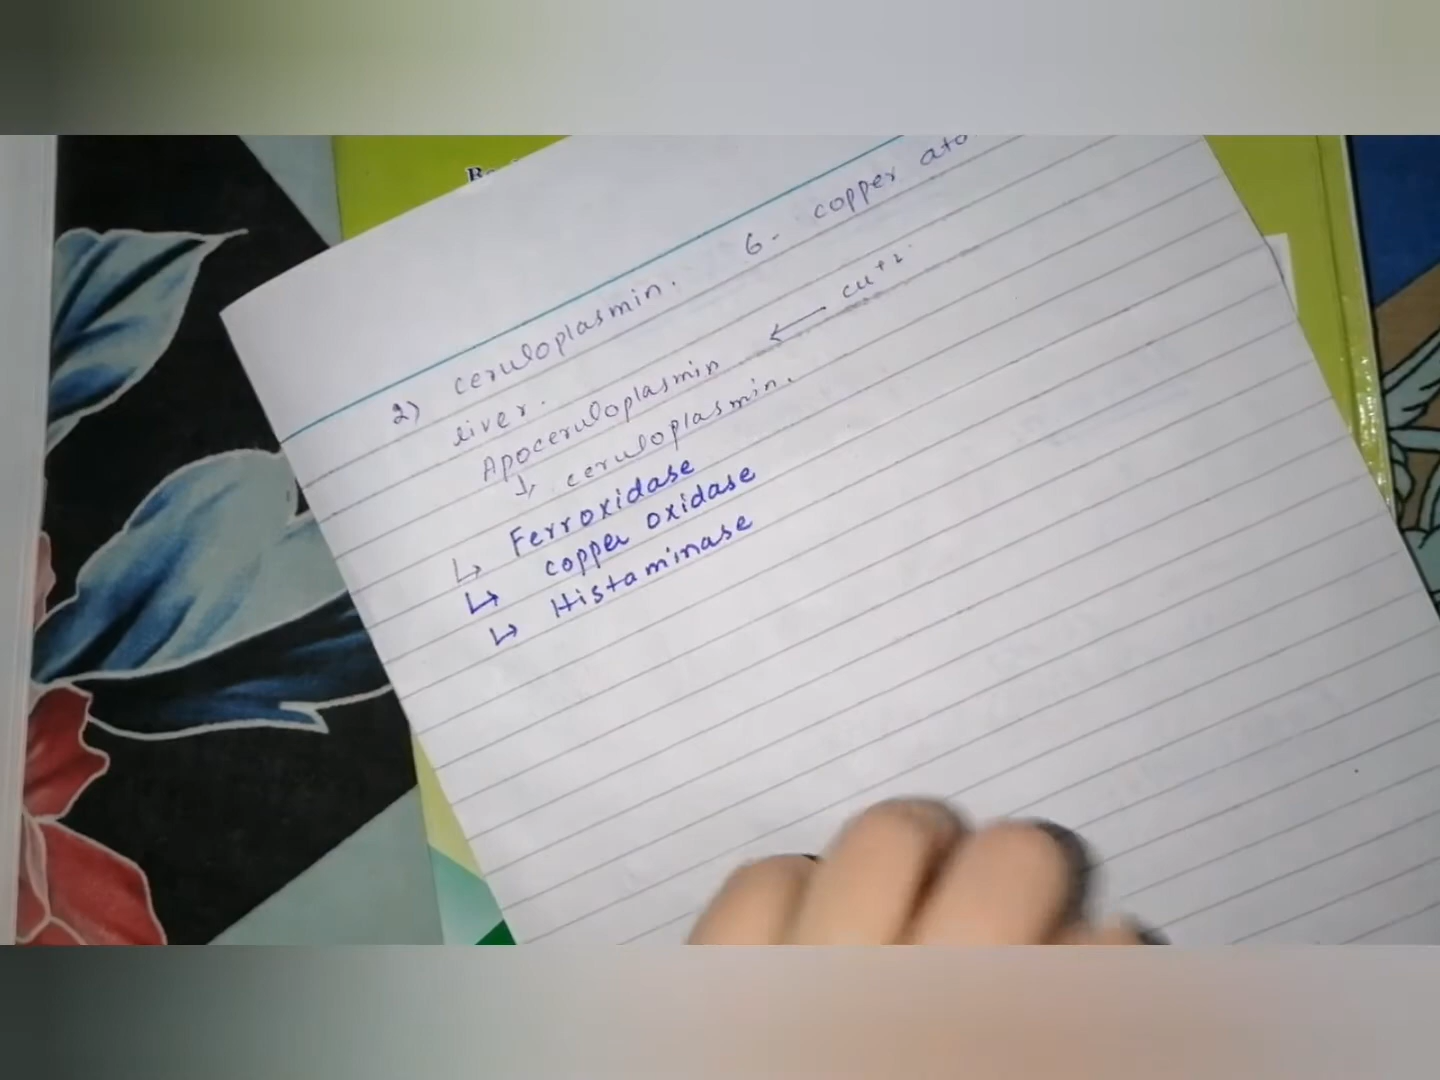 2) ceruloplasmin. 6- copper ato
liver.
Apoceruloplasmin ← cu+2
↓ ceruloplasmin.
↳ Ferroxidase
↳ copper oxidase
↳ Histaminase